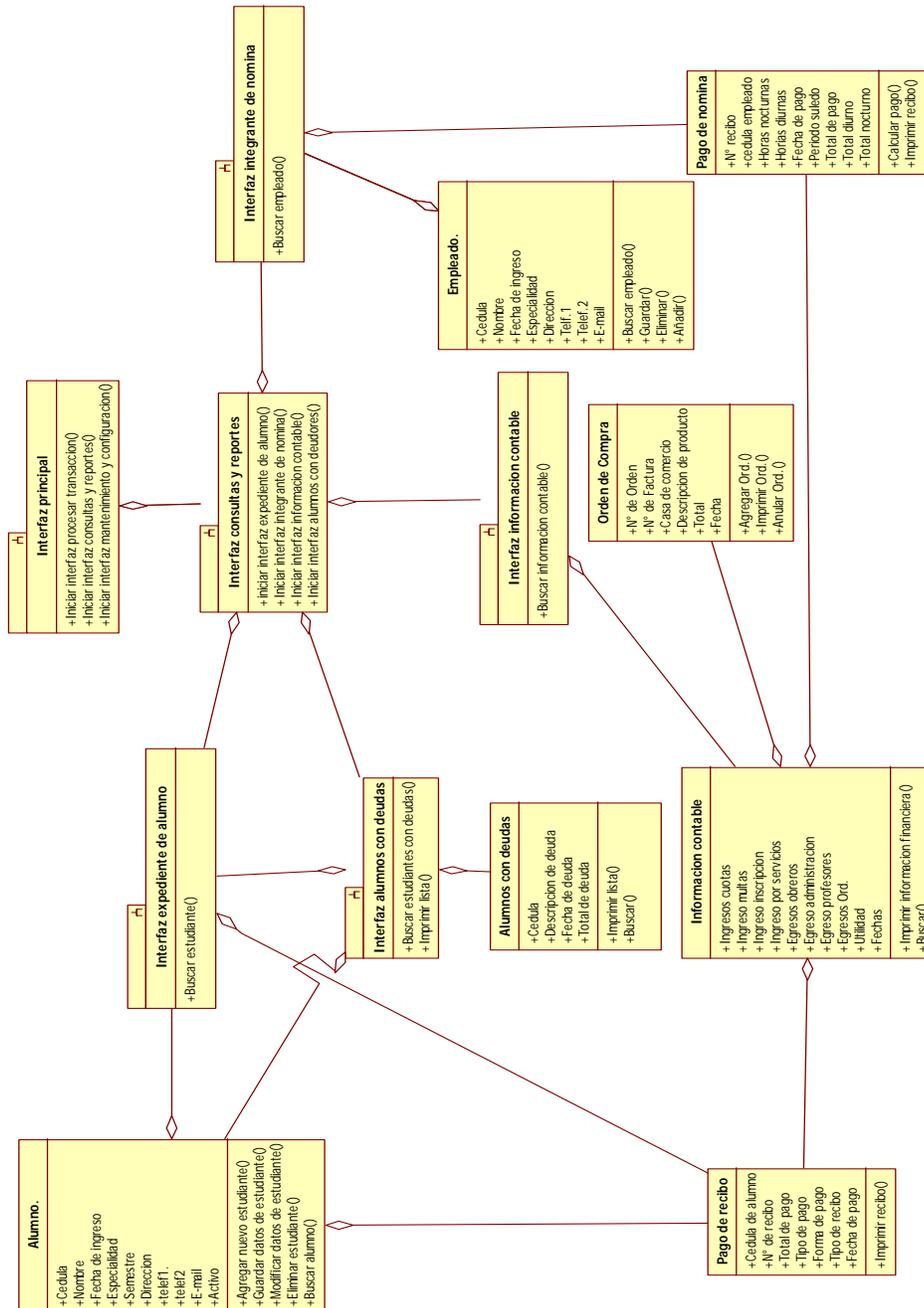 Interfaz principal
+Iniciar interfaz procesar transaccion()
+Iniciar interfaz consultas y reportes()
+Iniciar interfaz mantenimiento y configuracion()
Interfaz consultas y reportes
+iniciar interfaz expediente de alumno()
+Iniciar interfaz integrante de nomina()
+Iniciar interfaz informacion contable()
+Iniciar interfaz alumnos con deudores()
Interfaz integrante de nomina
+Buscar empleado()
Interfaz expediente de alumno
+Buscar estudiante()
Alumno.
+Cedula
+Nombre
+Fecha de ingreso
+Especialidad
+Semestre
+Direccion
+telef1.
+telef2
+E-mail
+Activo
+Agregar nuevo estudiante()
+Guardar datos de estudiante()
+Modificar datos de estudiante()
+Eliminar estudiante()
+Buscar alumno()
Interfaz alumnnos con deudas
+Buscar estudiantes con deudas()
+Imprimir lista()
Empleado.
+Cedula
+Nombre
+Fecha de ingreso
+Especialidad
+Direccion
+Telf.1
+Telef.2
+E-mail
+Buscar empleado()
+Guardar()
+Eliminar()
+Añadir()
Interfaz informacion contable
+Buscar informacion contable()
Alumnos con deudas
+Cedula
+Descripcion de deuda
+Fecha de deuda
+Total de deuda
+Imprimir lista()
+Buscar()
Orden de Compra
+N° de Orden
+N° de Factura
+Casa de comercio
+Descripcion de producto
+Total
+Fecha
+Agregar Ord.()
+Imprimir Ord.()
+Anular Ord.()
Pago de nomina
+N° recibo
+cedula empleado
+Horas nocturnas
+Horias diurnas
+Fecha de pago
+Periodo suledo
+Total de pago
+Total diurno
+Total nocturno
+Calcular pago()
+Imprimir recibo()
Informacion contable
+Ingresos cuotas
+Ingreso multas
+Ingreso inscripcion
+Ingreso por servicios
+Egresos obreros
+Egreso administracion
+Egreso profesores
+Egresos Ord.
+Utilidad
+Fechas
+Imprimir informacion financiera()
+Buscar()
Pago de recibo
+Cedula de alumno
+N° de recibo
+Total de pago
+Tipo de pago
+Forma de pago
+Tipo de recibo
+Fecha de pago
+Imprimir recibo()